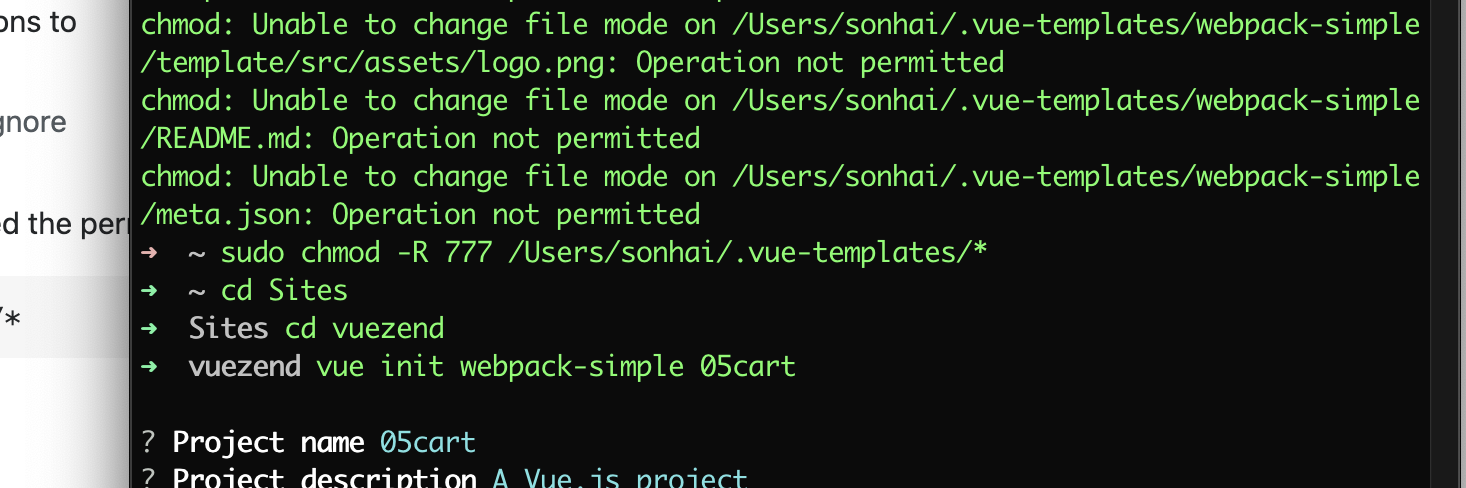 ons to
gnore
ed the perr
/*
chmod: Unable to change file mode on /Users/sonhai/.vue-templates/webpack-simple
/template/src/assets/logo.png: Operation not permitted
chmod: Unable to change file mode on /Users/sonhai/.vue-templates/webpack-simple
/README.md: Operation not permitted
chmod: Unable to change file mode on /Users/sonhai/.vue-templates/webpack-simple
/meta.json: Operation not permitted
➜ ~ sudo chmod -R 777 /Users/sonhai/.vue-templates/*
➜ ~ cd Sites
➜ Sites cd vuezend
➜ vuezend vue init webpack-simple 05cart
? Project name 05cart
? Project description A Vue.js project